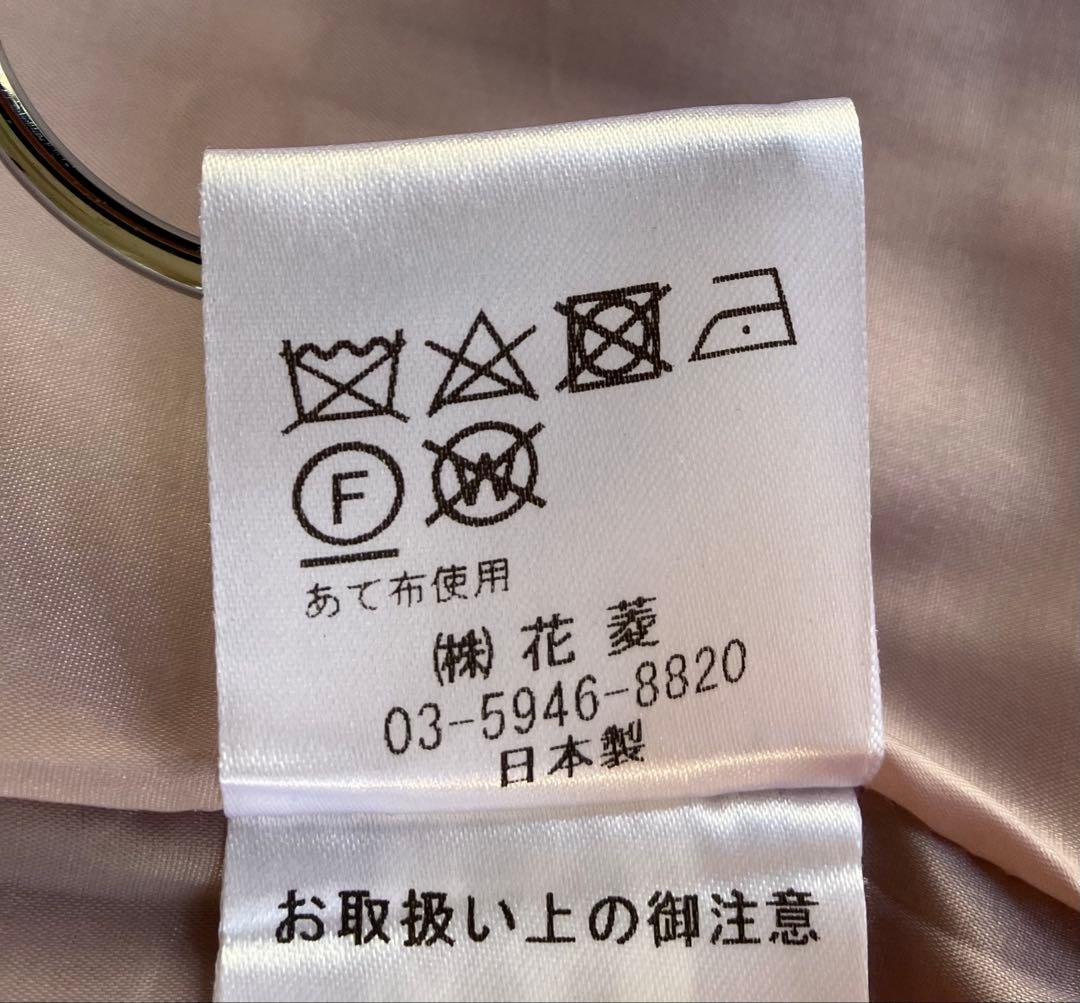 F W
あて布使用
㈱花菱
03-5946-8820
日本製
お取扱い上の御注意